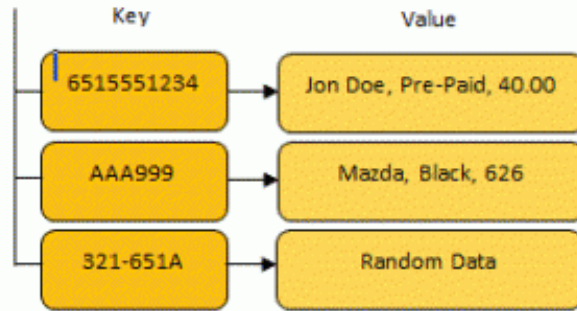 Key Value
6515551234 Jon Doe, Pre-Paid, 40.00
AAA999 Mazda, Black, 626
321-651A Random Data